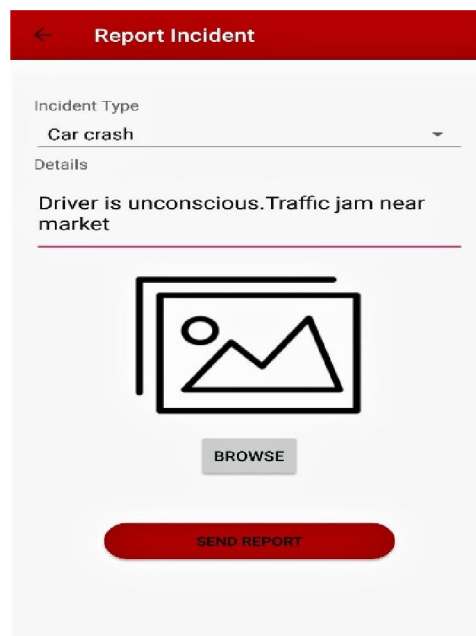 Report Incident
Incident Type
Car crash
Details
Driver is unconscious.Traffic jam near
market
BROWSE
SEND REPORT